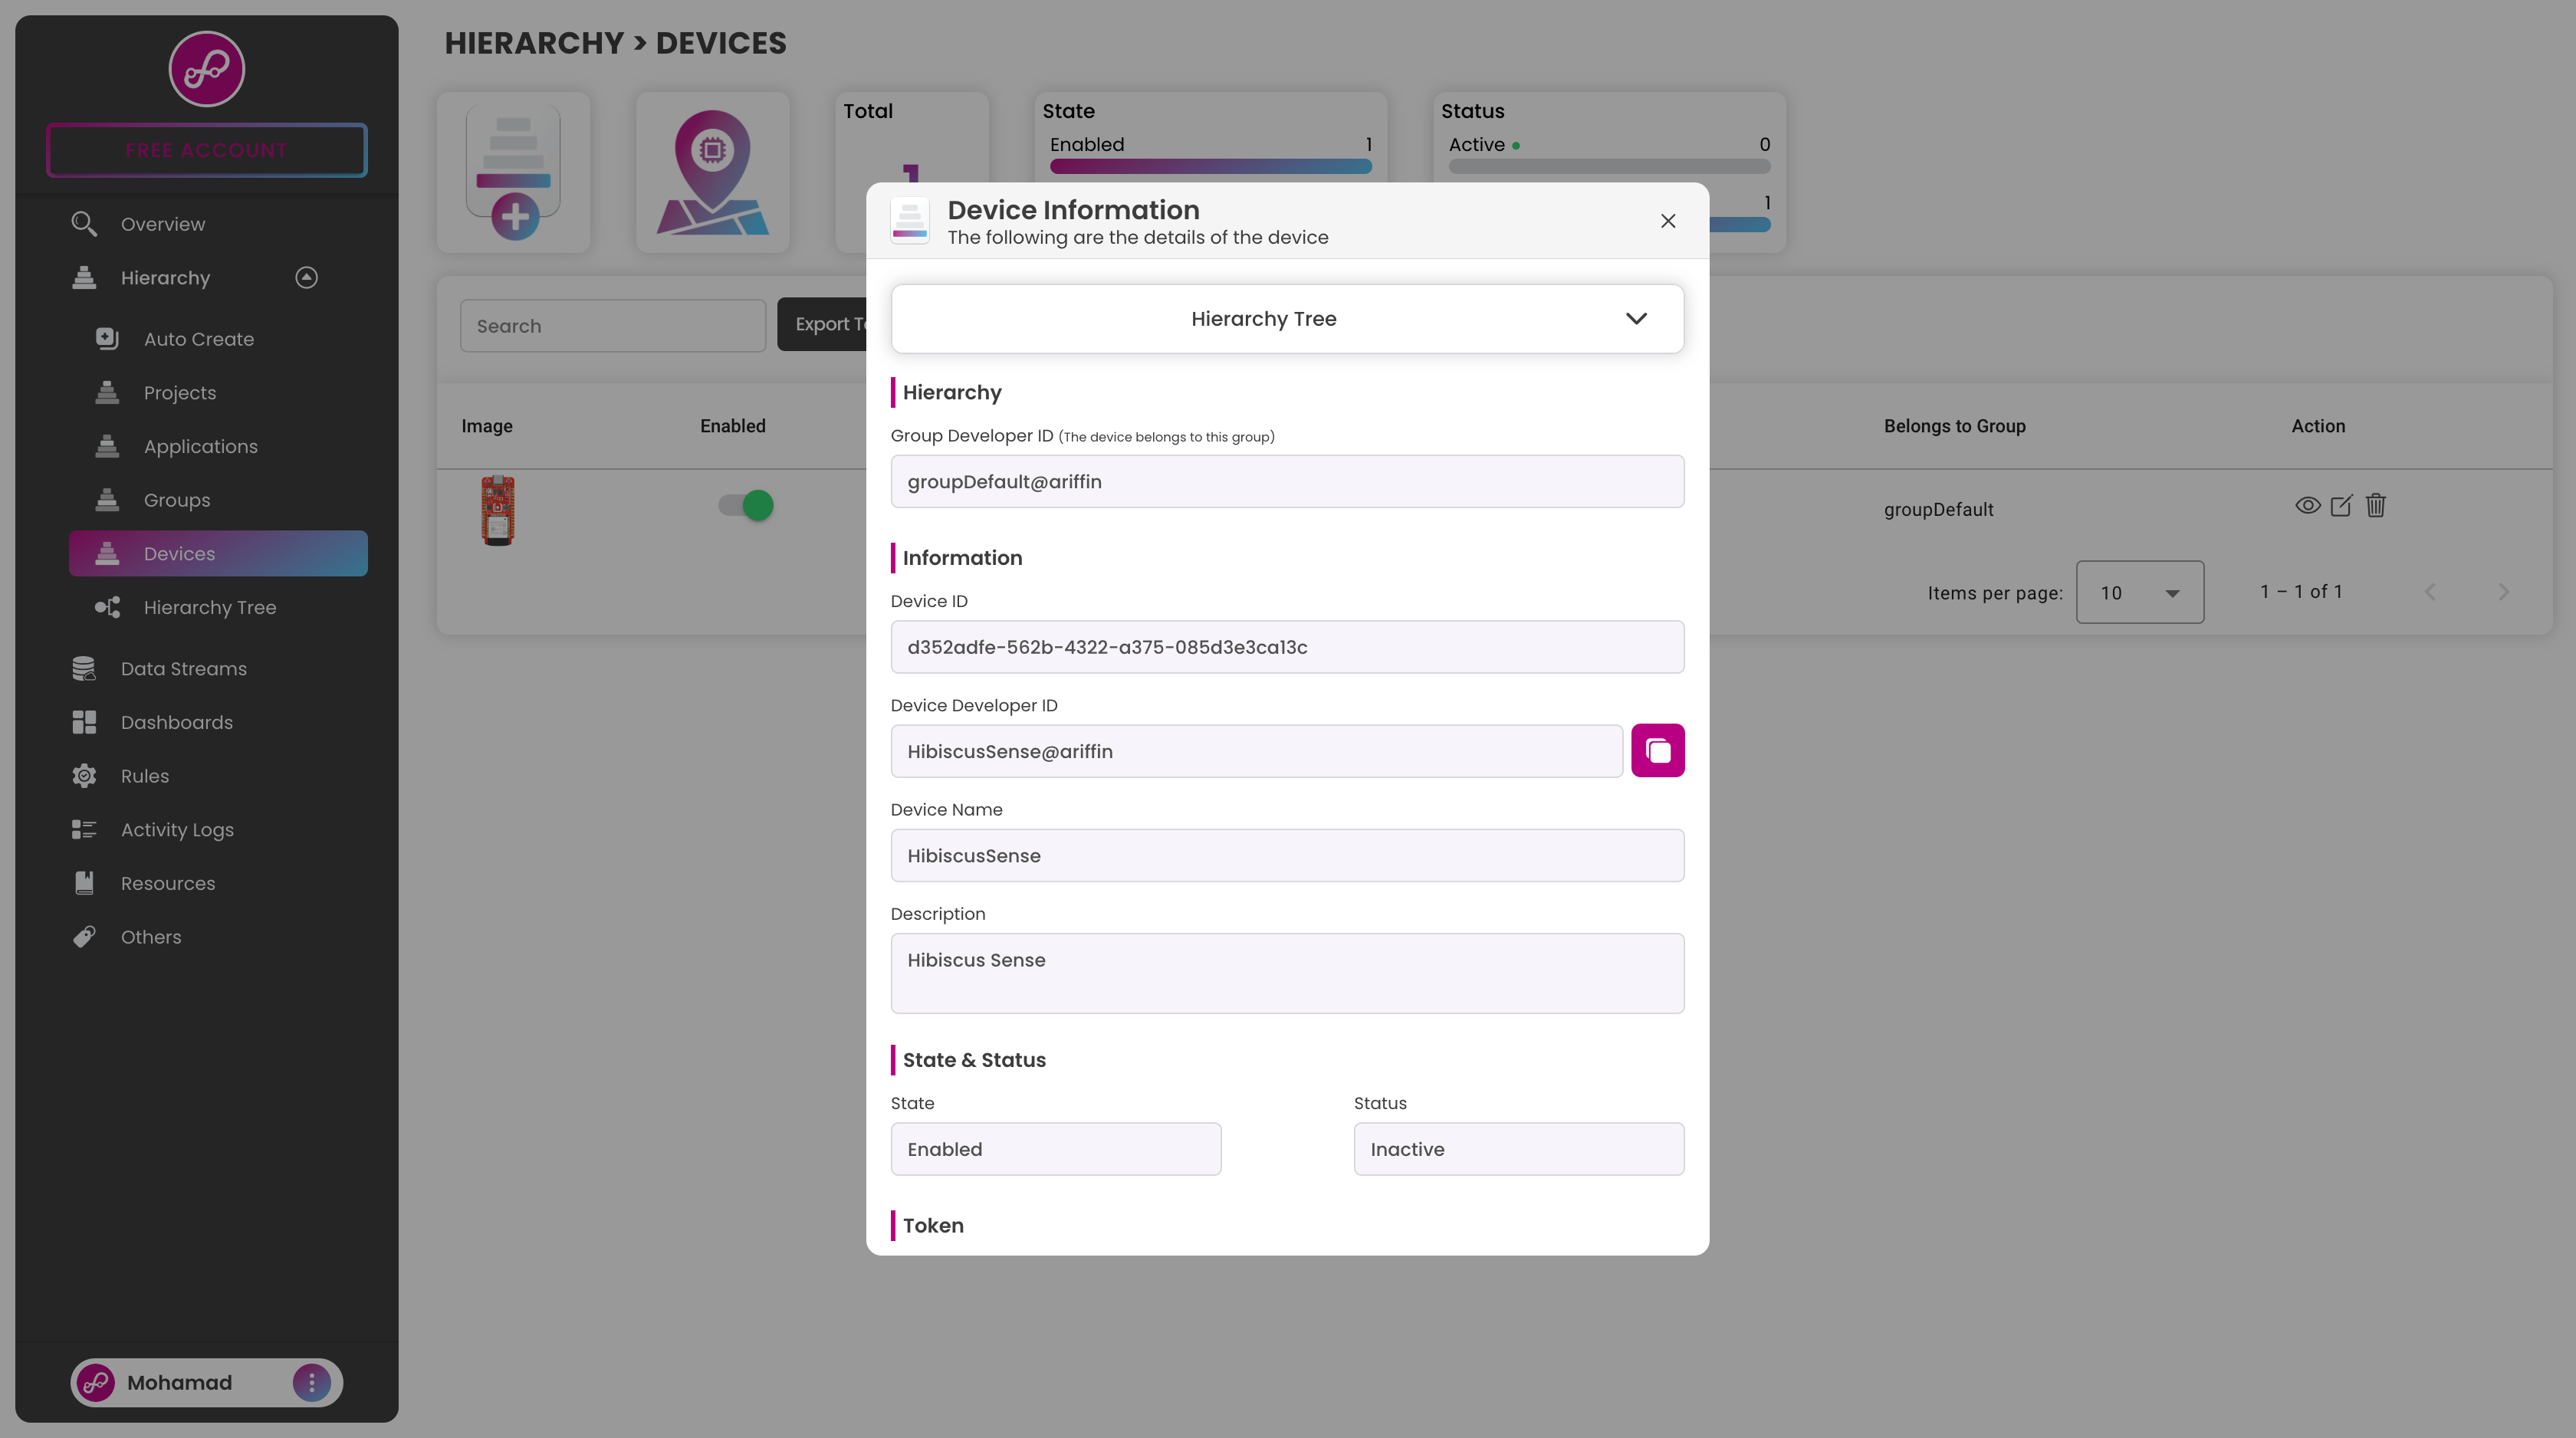 HIERARCHY > DEVICES
FREE ACCOUNT
Overview
Hierarchy
Auto Create
Projects
Applications
Groups
Devices
Hierarchy Tree
Data Streams
Dashboards
Rules
Activity Logs
Resources
Others
Mohamad
Total
1
State
Enabled 1
Status
Active 0
1
Search
Export
Image Enabled Belongs to Group Action
groupDefault
Items per page: 10 1 – 1 of 1
Device Information
The following are the details of the device
Hierarchy Tree
Hierarchy
Group Developer ID (The device belongs to this group)
groupDefault@ariffin
Information
Device ID
d352adfe-562b-4322-a375-085d3e3ca13c
Device Developer ID
HibiscusSense@ariffin
Device Name
HibiscusSense
Description
Hibiscus Sense
State & Status
State Status
Enabled Inactive
Token